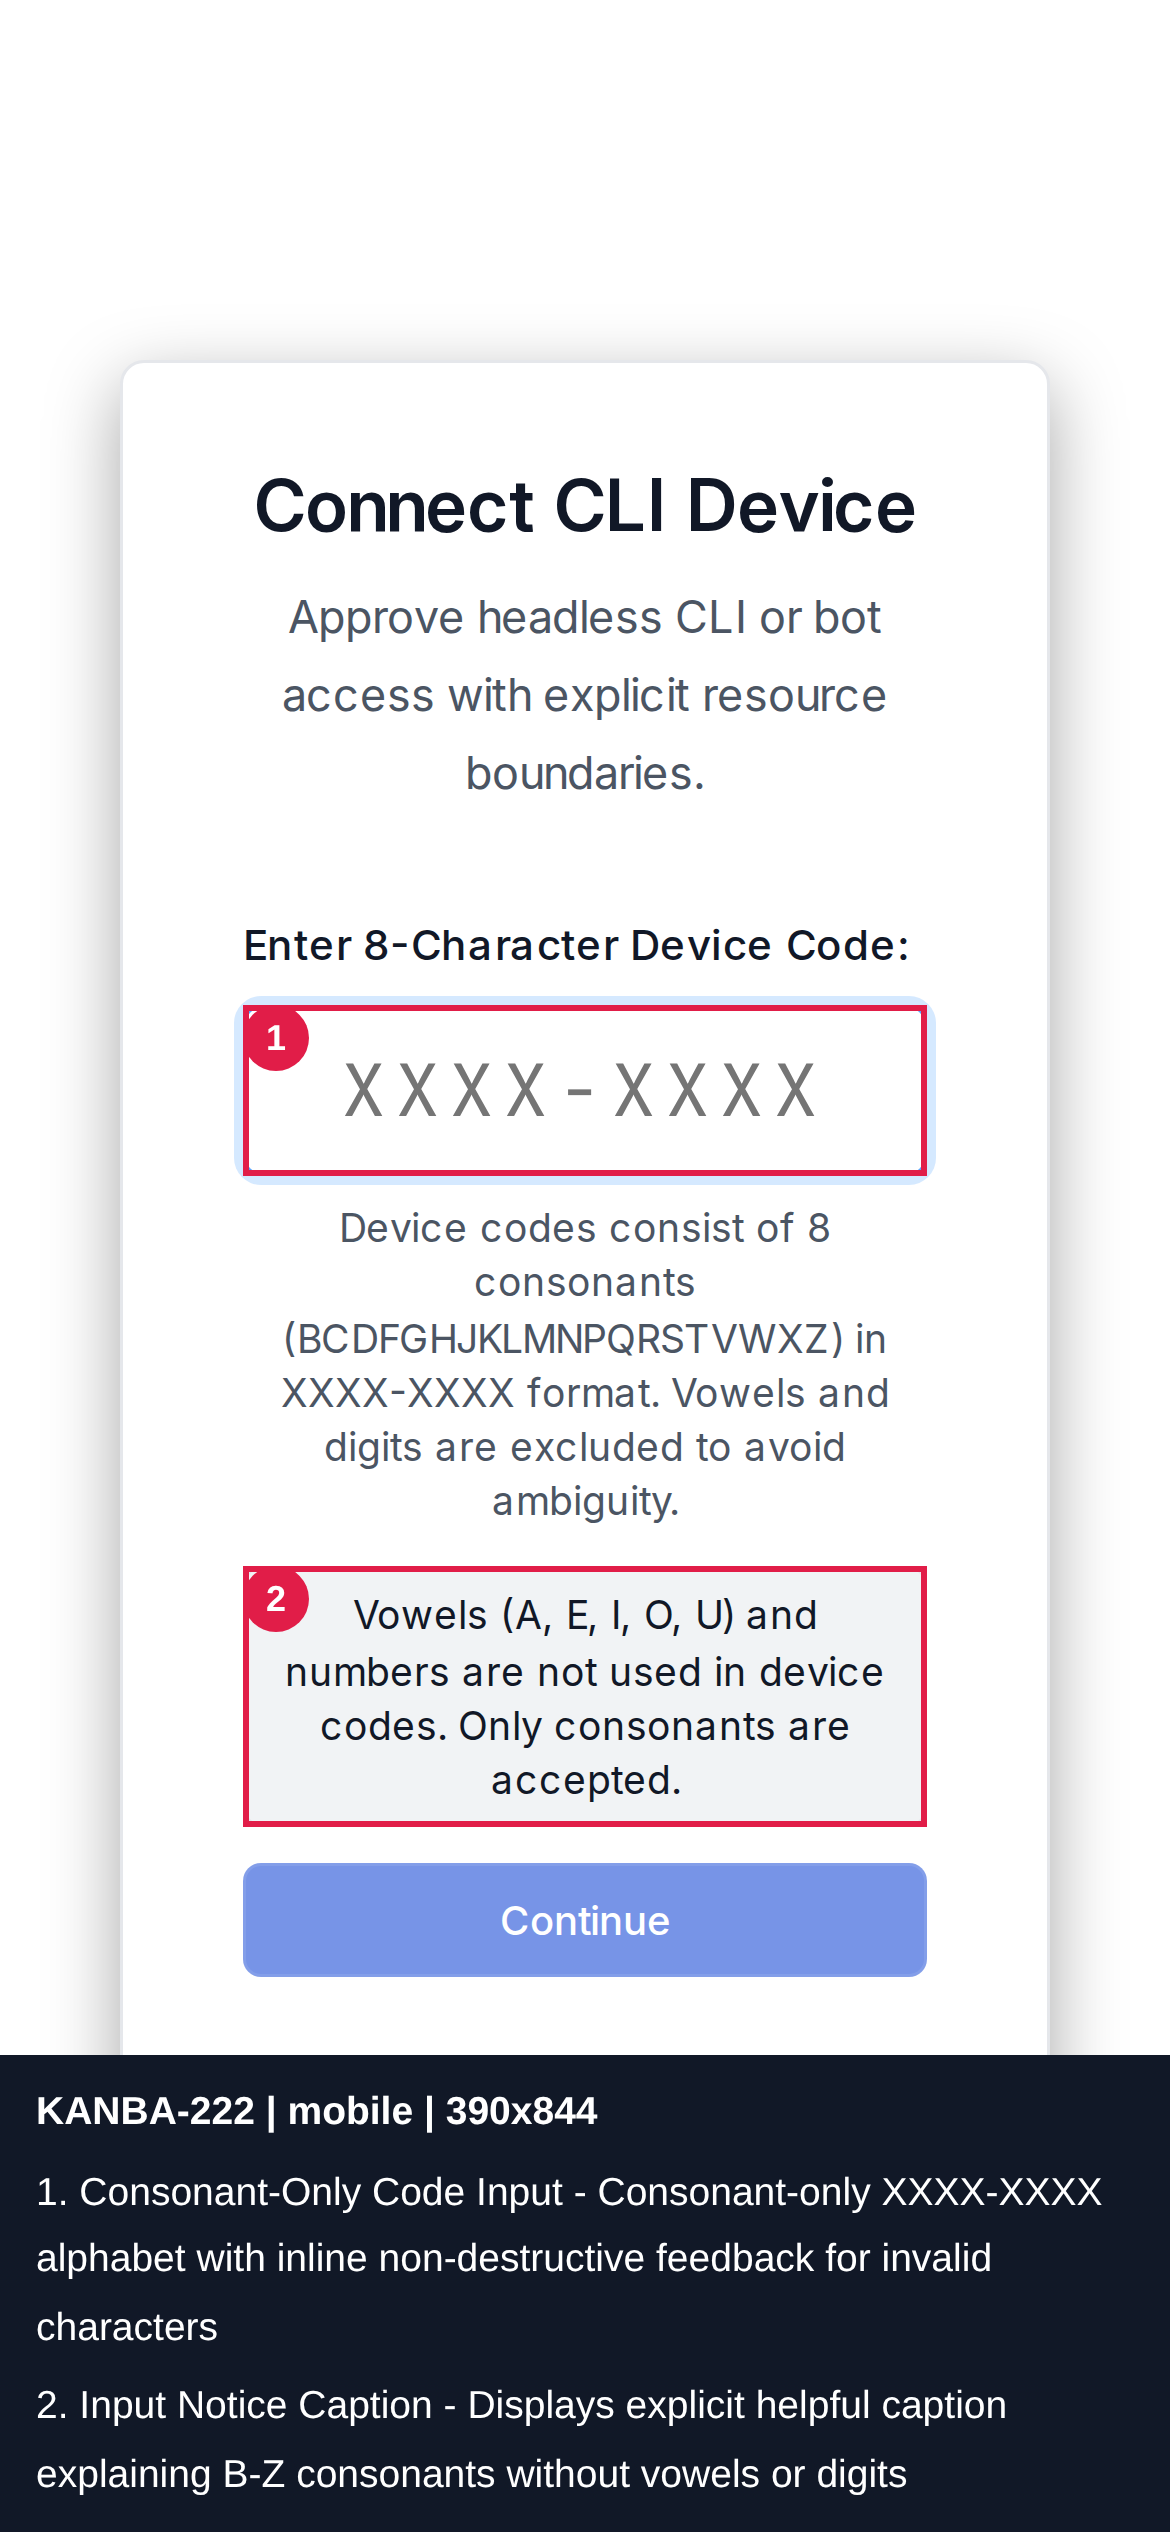 Connect CLI Device
Approve headless CLI or bot
access with explicit resource
boundaries.
Enter 8-Character Device Code:
1
XXXX-XXXX
Device codes consist of 8
consonants
(BCDFGHJKLMNPQRSTVWXZ) in
XXXX-XXXX format. Vowels and
digits are excluded to avoid
ambiguity.
2
Vowels (A, E, I, O, U) and
numbers are not used in device
codes. Only consonants are
accepted.
Continue
KANBA-222 | mobile | 390x844
1. Consonant-Only Code Input - Consonant-only XXXX-XXXX
alphabet with inline non-destructive feedback for invalid
characters
2. Input Notice Caption - Displays explicit helpful caption
explaining B-Z consonants without vowels or digits